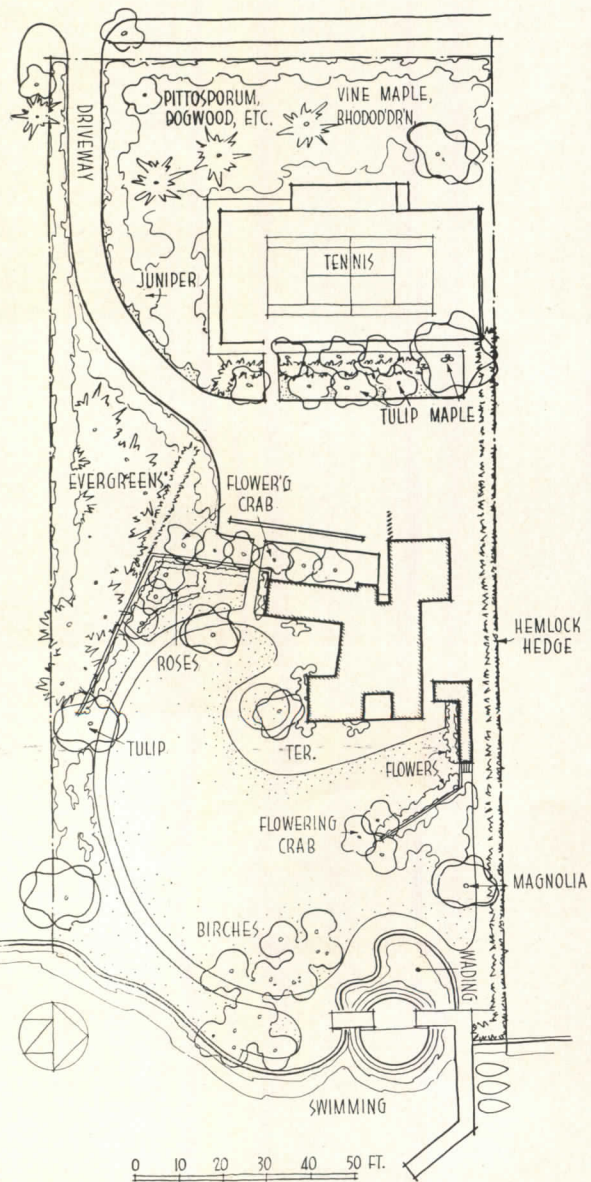 DRIVEWAY
PITTOSPORUM,
DOGWOOD, ETC.
VINE MAPLE,
RHODOD'DR'N.
TENNIS
JUNIPER
TULIP MAPLE
EVERGREENS
FLOWER'G
CRAB
HEMLOCK
HEDGE
ROSES
TULIP
TER.
FLOWERS
FLOWERING
CRAB
MAGNOLIA
BIRCHES
WADING
N
SWIMMING
0 10 20 30 40 50 FT.